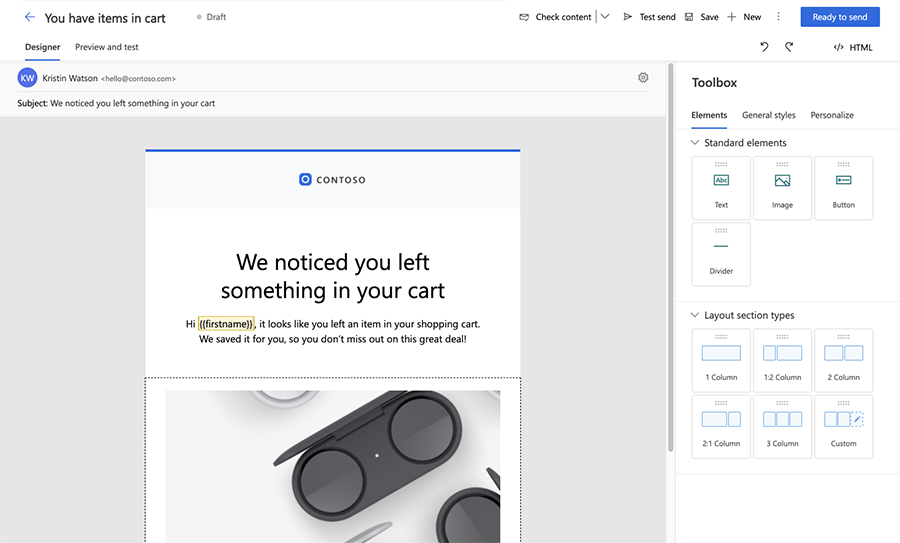 You have items in cart
Draft
Check content
Test send
Save
New
Ready to send
Designer
Preview and test
HTML
KW
Kristin Watson <hello@contoso.com>
Subject: We noticed you left something in your cart
CONTOSO
We noticed you left
something in your cart
Hi {{firstname}}, it looks like you left an item in your shopping cart.
We saved it for you, so you don’t miss out on this great deal!
Toolbox
Elements
General styles
Personalize
Standard elements
Abc
Text
Image
Button
Divider
Layout section types
1 Column
1:2 Column
2 Column
2:1 Column
3 Column
Custom